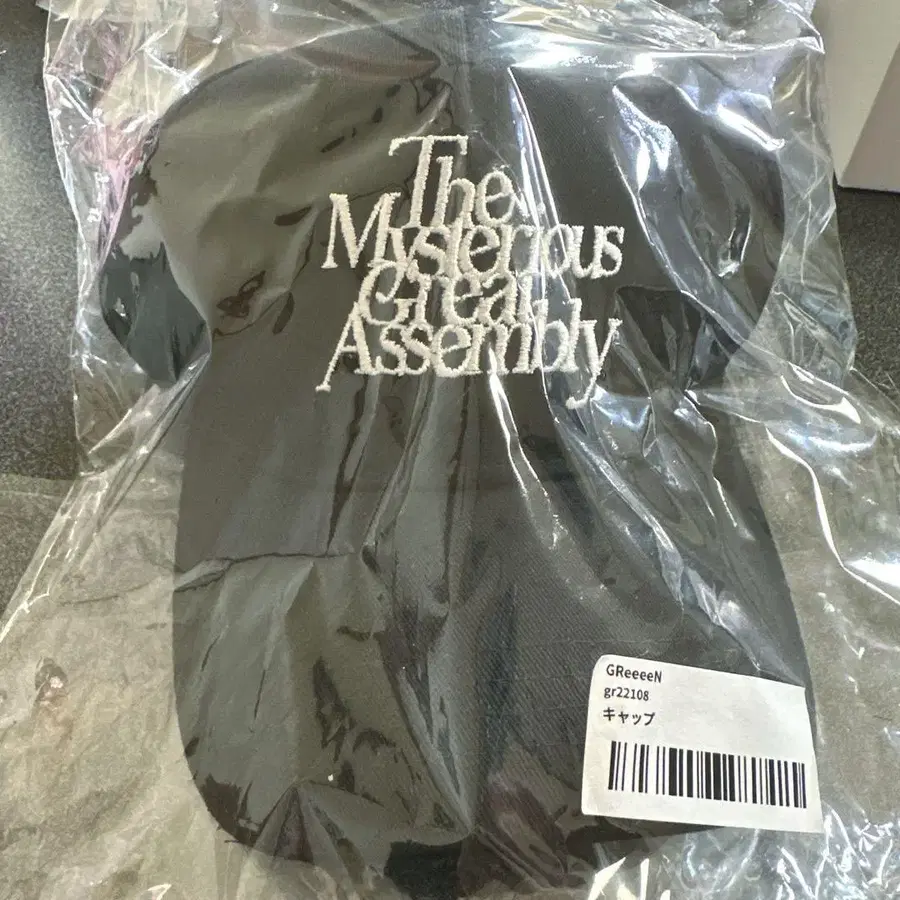 The
Mysterious
Great
Assembly
GReeeeN
gr22108
キャップ